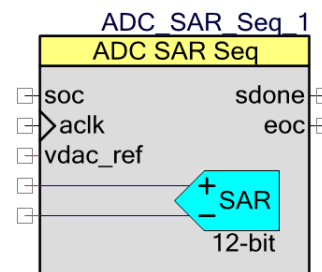 ADC_SAR_Seq_1
ADC SAR Seq
soc sdone
aclk eoc
vdac_ref
+ SAR
−
12-bit